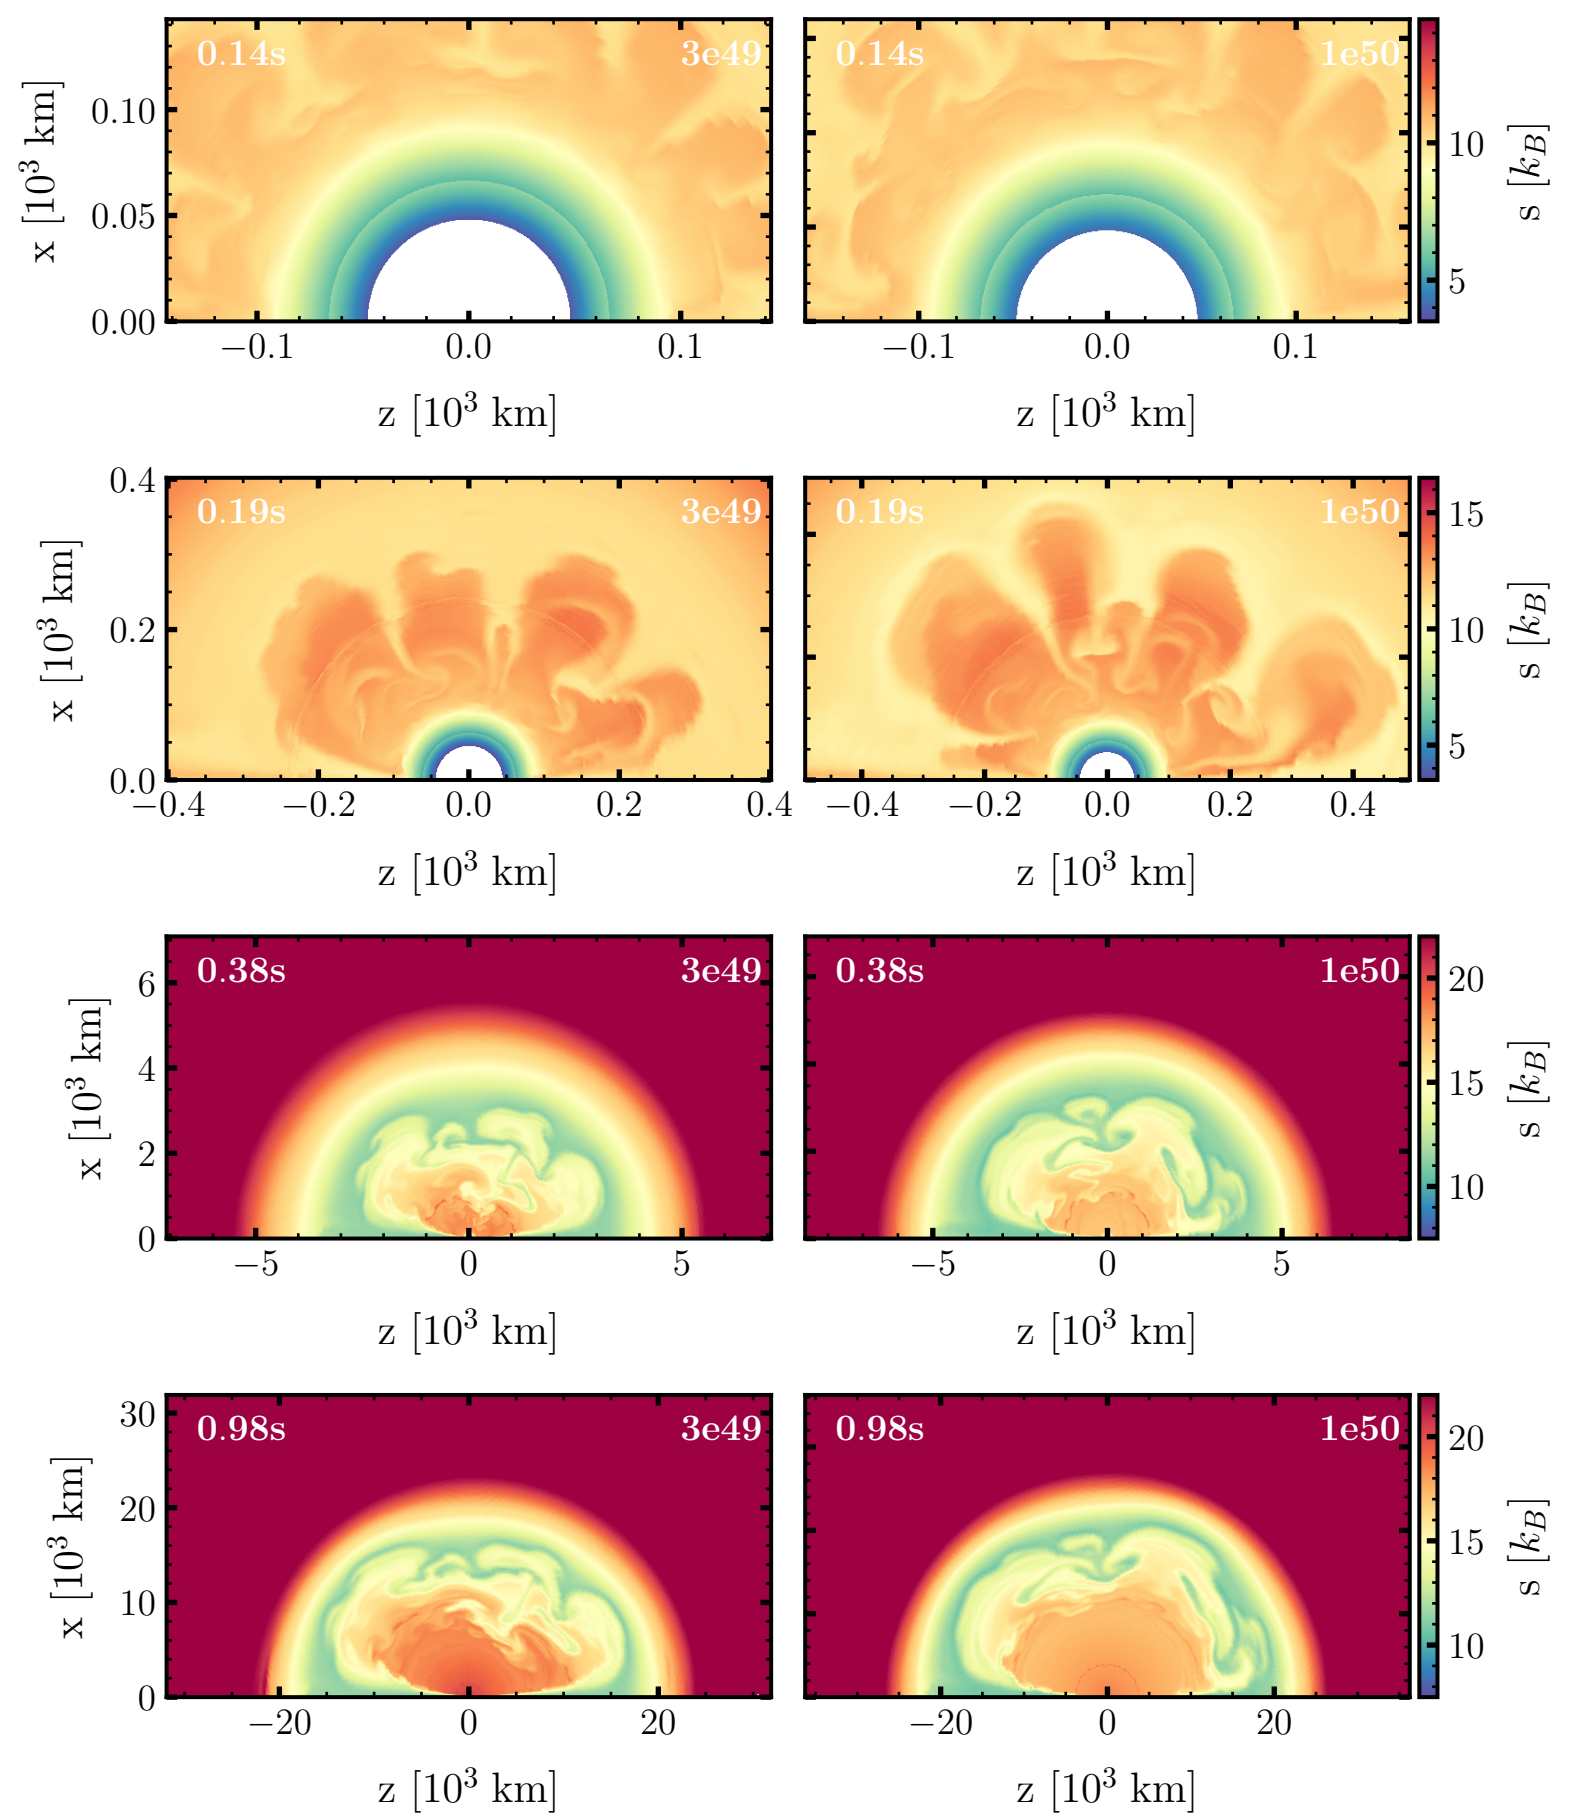 0.14s 3e49 0.14s 1e50
x [10³ km]
0.10
0.05
0.00
−0.1 0.0 0.1
z [10³ km]
−0.1 0.0 0.1
z [10³ km]
10
5
s [k_B]
0.19s 3e49 0.19s 1e50
x [10³ km]
0.4
0.2
0.0
−0.4 −0.2 0.0 0.2 0.4
z [10³ km]
−0.4 −0.2 0.0 0.2 0.4
z [10³ km]
15
10
5
s [k_B]
0.38s 3e49 0.38s 1e50
x [10³ km]
6
4
2
0
−5 0 5
z [10³ km]
−5 0 5
z [10³ km]
20
15
10
s [k_B]
0.98s 3e49 0.98s 1e50
x [10³ km]
30
20
10
0
−20 0 20
z [10³ km]
−20 0 20
z [10³ km]
20
15
10
s [k_B]